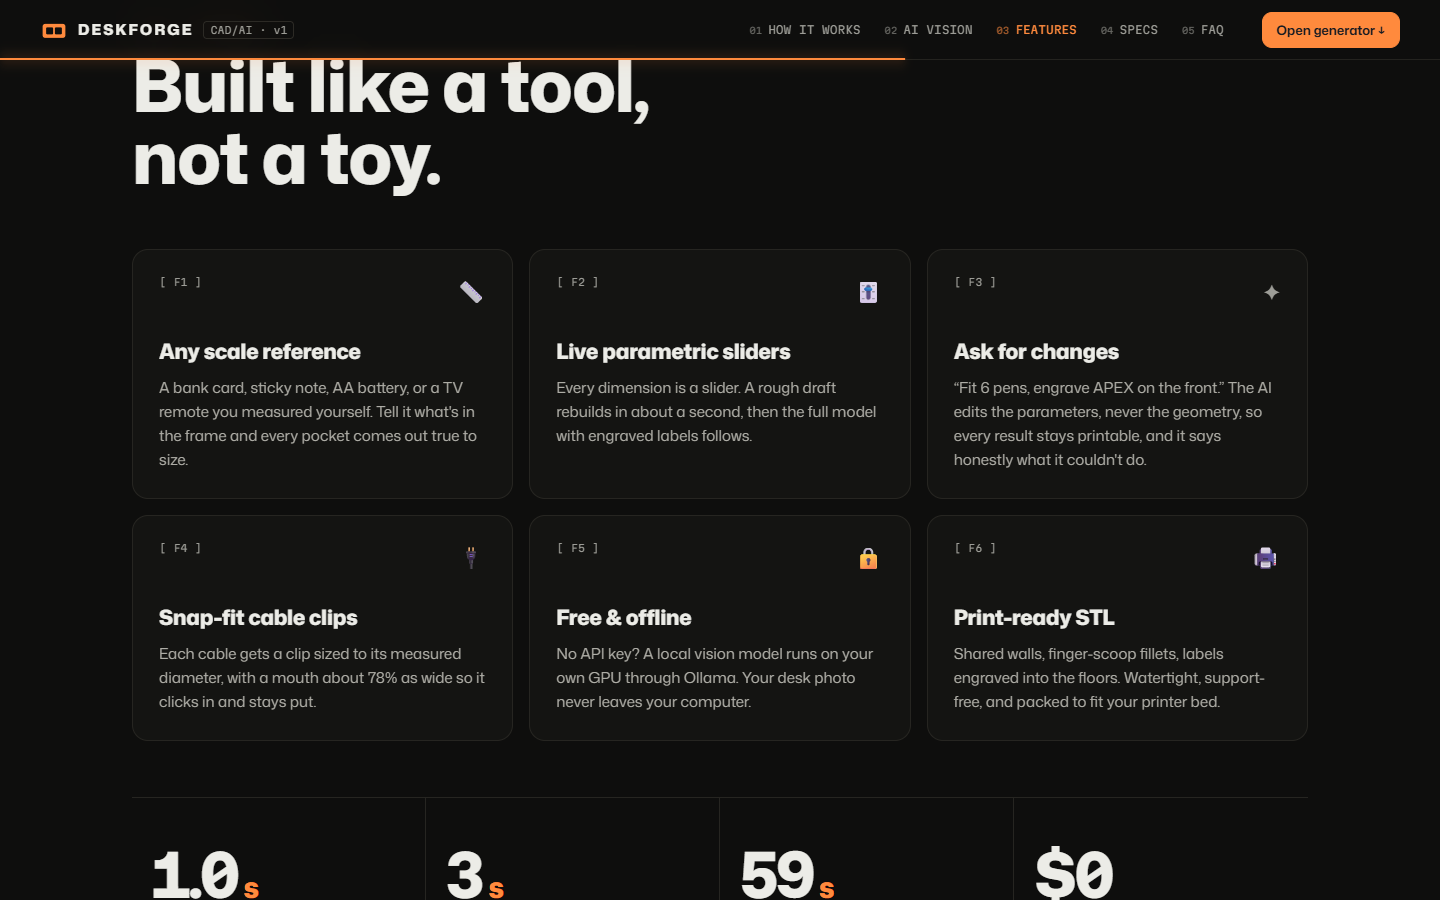 DESKFORGE
CAD/AI · v1
01 HOW IT WORKS
02 AI VISION
03 FEATURES
04 SPECS
05 FAQ
Open generator ↓
Built like a tool,
not a toy.
[ F1 ]
Any scale reference
A bank card, sticky note, AA battery, or a TV
remote you measured yourself. Tell it what's in
the frame and every pocket comes out true to
size.
[ F2 ]
Live parametric sliders
Every dimension is a slider. A rough draft
rebuilds in about a second, then the full model
with engraved labels follows.
[ F3 ]
Ask for changes
“Fit 6 pens, engrave APEX on the front.” The AI
edits the parameters, never the geometry, so
every result stays printable, and it says
honestly what it couldn't do.
[ F4 ]
Snap-fit cable clips
Each cable gets a clip sized to its measured
diameter, with a mouth about 78% as wide so it
clicks in and stays put.
[ F5 ]
Free & offline
No API key? A local vision model runs on your
own GPU through Ollama. Your desk photo
never leaves your computer.
[ F6 ]
Print-ready STL
Shared walls, finger-scoop fillets, labels
engraved into the floors. Watertight, support-
free, and packed to fit your printer bed.
1.0 s
3 s
59 s
$0